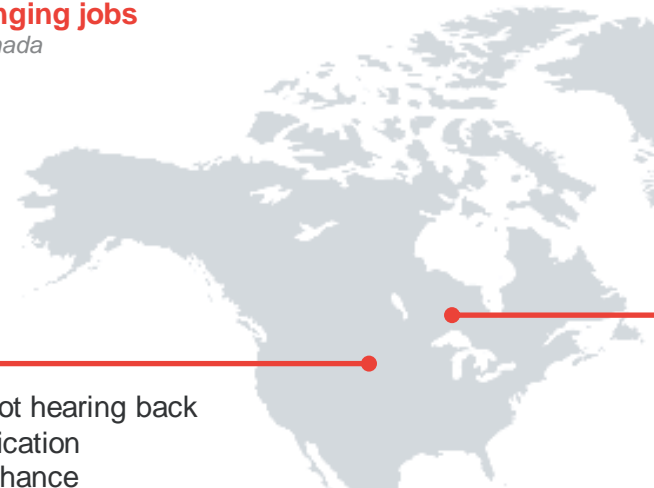 nging jobs
nada
ot hearing back
ication
hance